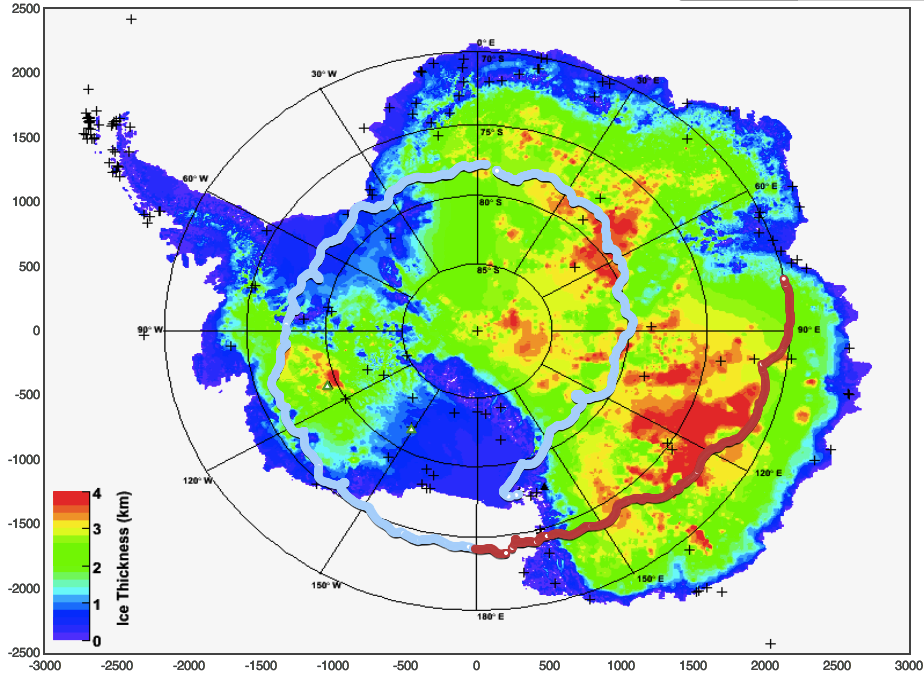 2500
2000
1500
1000
500
0
-500
-1000
-1500
-2000
-2500
-3000 -2500 -2000 -1500 -1000 -500 0 500 1000 1500 2000 2500 3000
0° E
70° S
30° W
30° E
75° S
60° W
60° E
80° S
85° S
90° W
90° E
120° W
120° E
150° W
150° E
180° E
4
3
2
1
0
Ice Thickness (km)